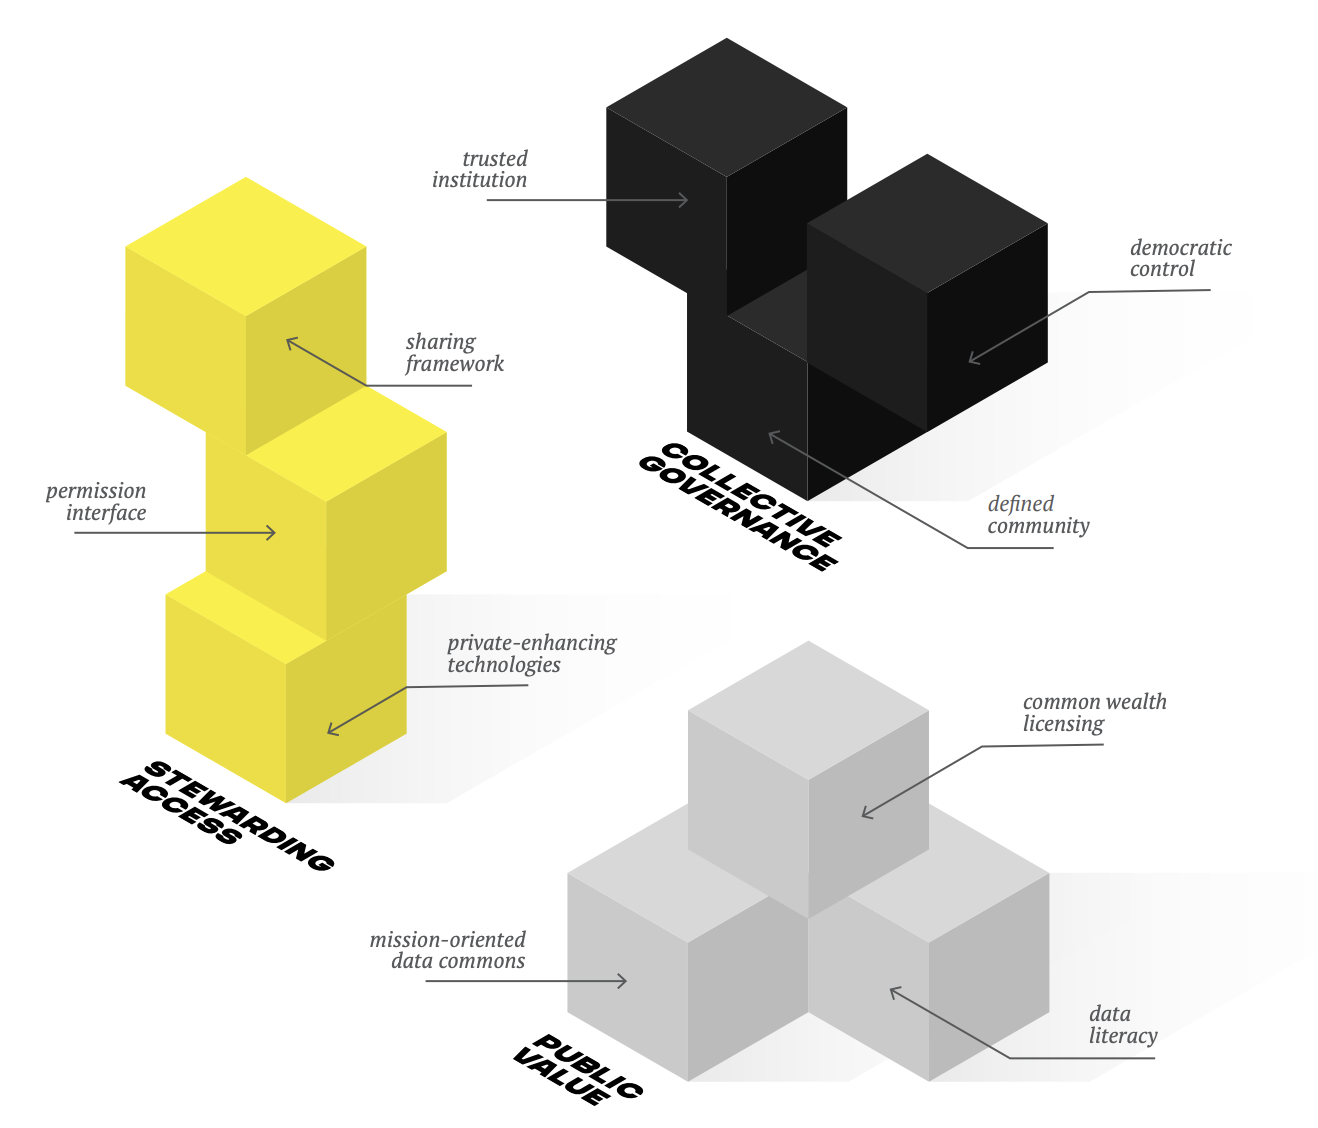 trusted
institution
democratic
control
defined
community
COLLECTIVE
GOVERNANCE
sharing
framework
permission
interface
private-enhancing
technologies
STEWARDING
ACCESS
common wealth
licensing
mission-oriented
data commons
data
literacy
PUBLIC
VALUE